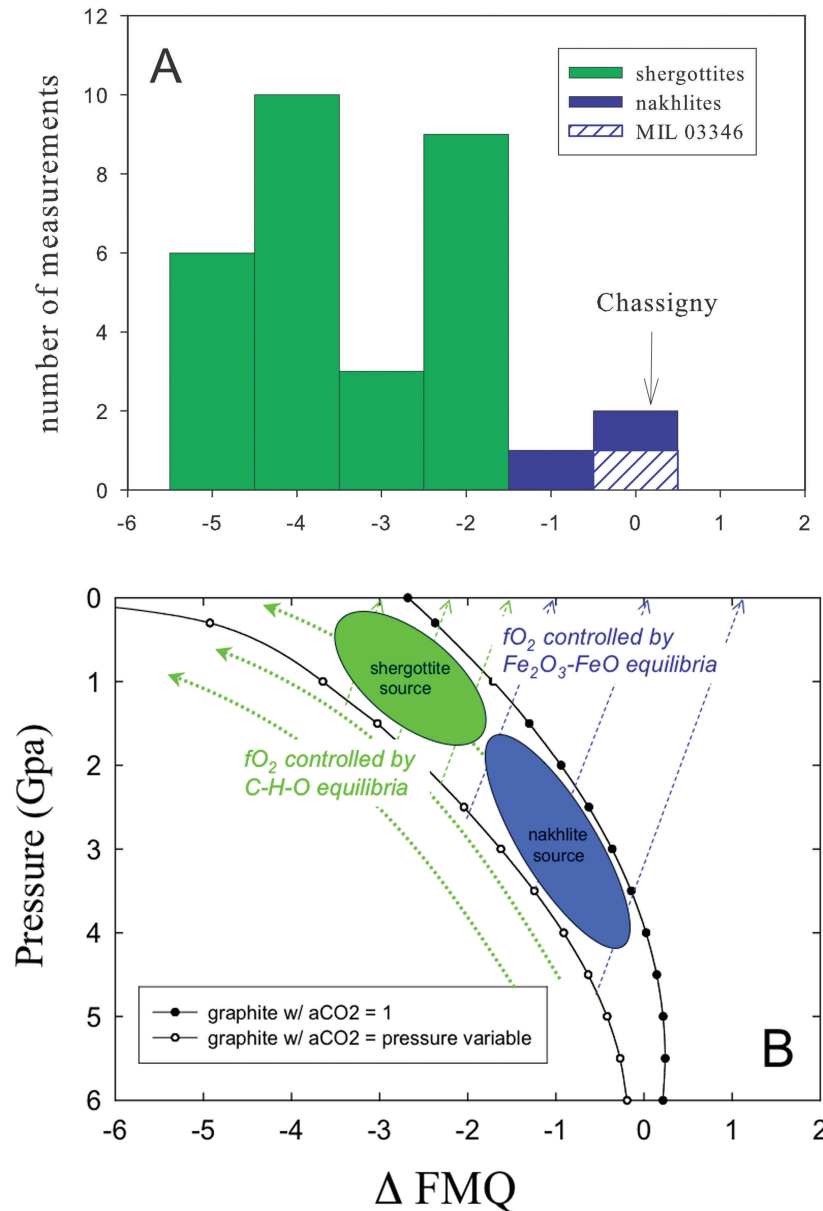 12
10
8
6
4
2
0
number of measurements
A
shergottites
nakhlites
MIL 03346
Chassigny
-6 -5 -4 -3 -2 -1 0 1 2
0
1
2
3
4
5
6
Pressure (Gpa)
fO2 controlled by
Fe2O3-FeO equilibria
shergottite
source
fO2 controlled by
C-H-O equilibria
nakhlite
source
graphite w/ aCO2 = 1
graphite w/ aCO2 = pressure variable
B
-6 -5 -4 -3 -2 -1 0 1 2
Δ FMQ